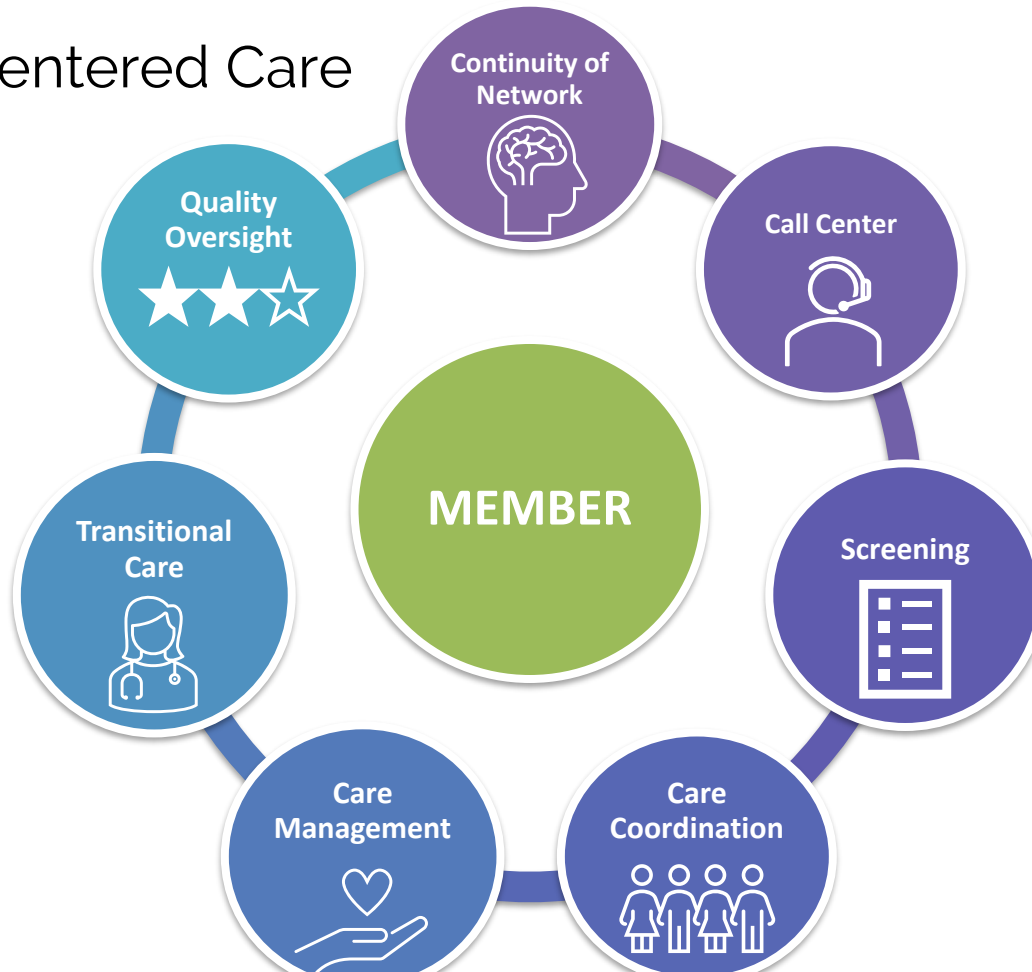 entered Care
Continuity of
Network
Call Center
Screening
Care
Coordination
Care
Management
Transitional
Care
Quality
Oversight
MEMBER